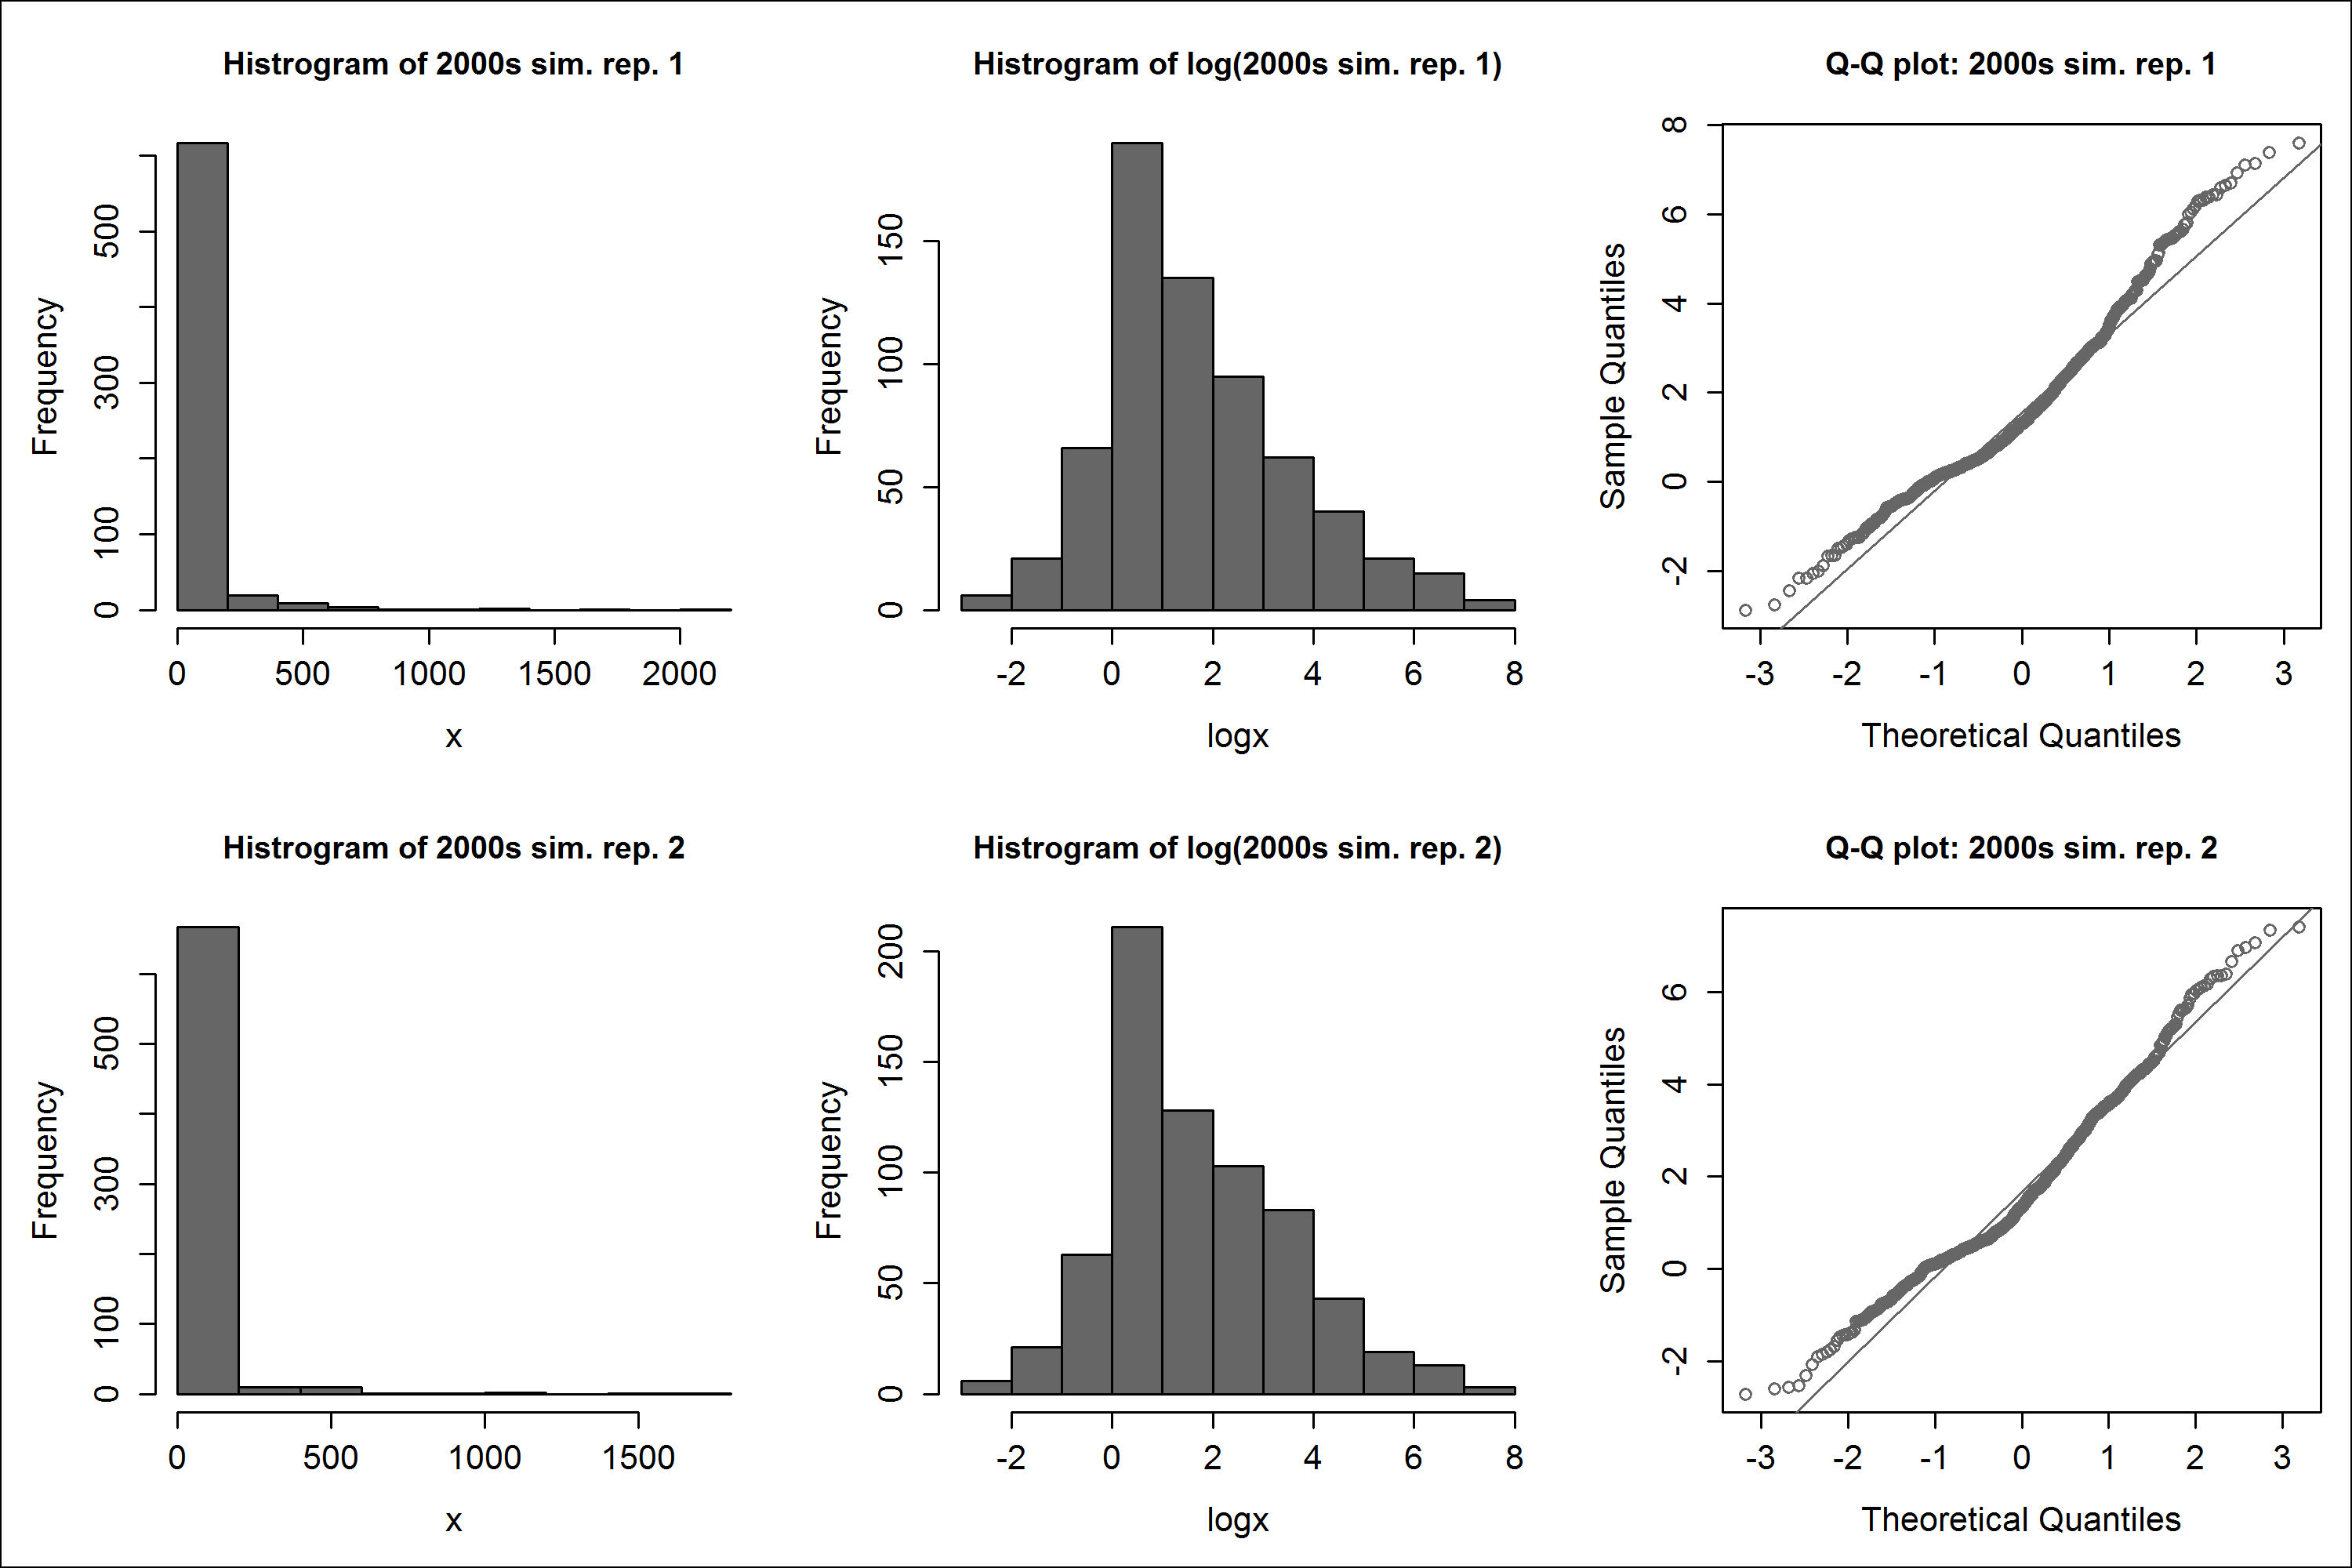 Histrogram of 2000s sim. rep. 1
Frequency
0 100 300 500
0 500 1000 1500 2000
x
Histrogram of log(2000s sim. rep. 1)
Frequency
0 50 100 150
-2 0 2 4 6 8
logx
Q-Q plot: 2000s sim. rep. 1
Sample Quantiles
-2 0 2 4 6 8
-3 -2 -1 0 1 2 3
Theoretical Quantiles
Histrogram of 2000s sim. rep. 2
Frequency
0 100 300 500
0 500 1000 1500
x
Histrogram of log(2000s sim. rep. 2)
Frequency
0 50 100 150 200
-2 0 2 4 6 8
logx
Q-Q plot: 2000s sim. rep. 2
Sample Quantiles
-2 0 2 4 6
-3 -2 -1 0 1 2 3
Theoretical Quantiles